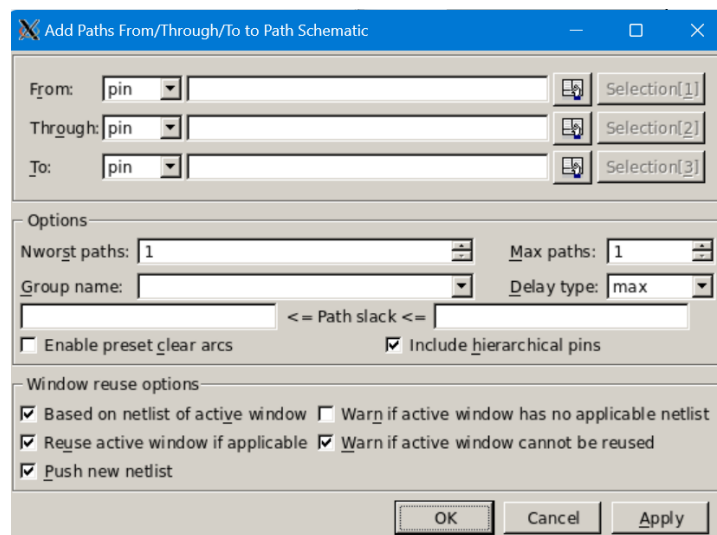 Add Paths From/Through/To to Path Schematic
From: pin Selection[1]
Through: pin Selection[2]
To: pin Selection[3]
Options
Nworst paths: 1 Max paths: 1
Group name: Delay type: max
<= Path slack <=
Enable preset clear arcs Include hierarchical pins
Window reuse options
Based on netlist of active window Warn if active window has no applicable netlist
Reuse active window if applicable Warn if active window cannot be reused
Push new netlist
OK Cancel Apply